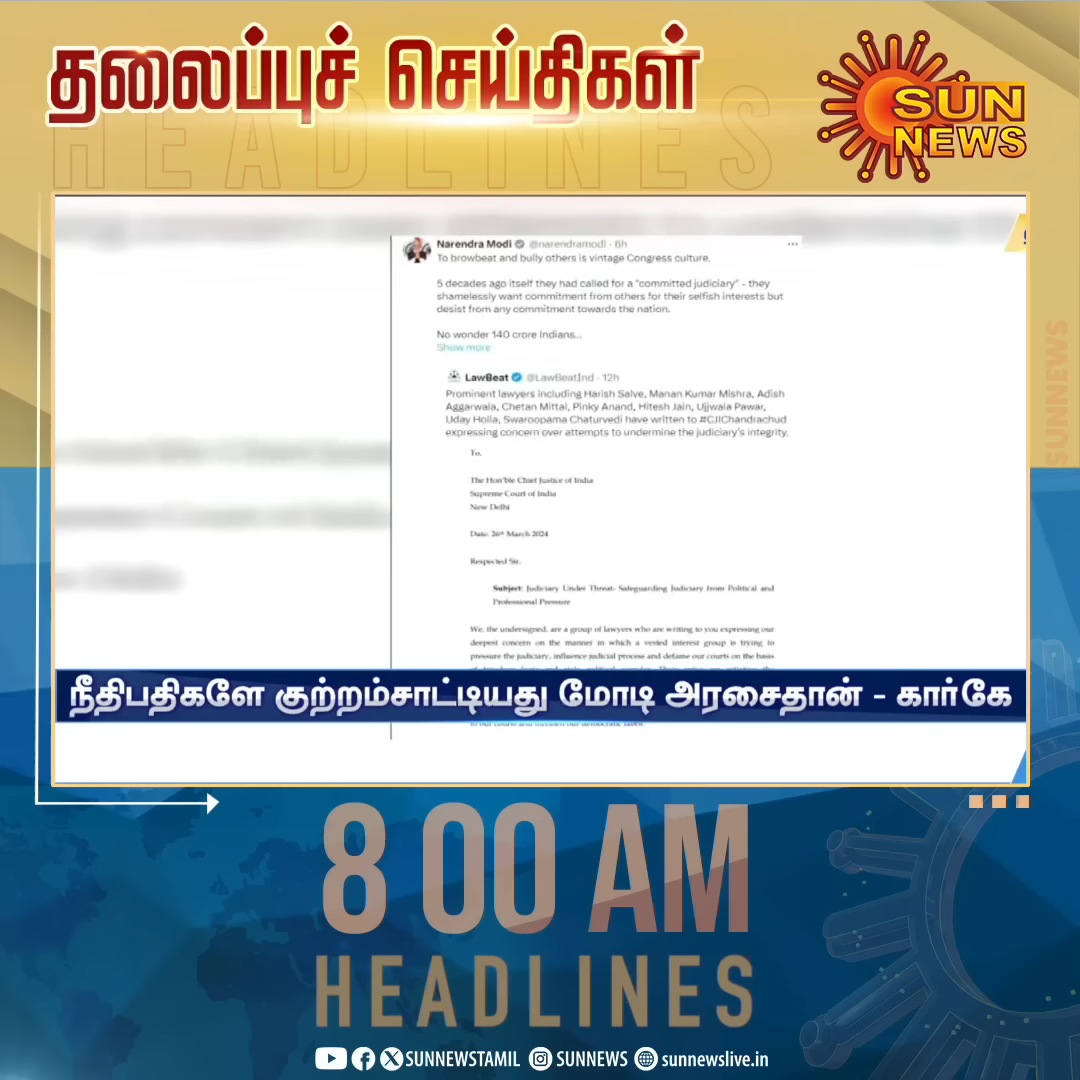 தலைப்புச் செய்திகள்
HEADLINES
SUN
NEWS
Narendra Modi @narendramodi · 6h
To browbeat and bully others is vintage Congress culture.
5 decades ago itself they had called for a "committed judiciary" - they
shamelessly want commitment from others for their selfish interests but
desist from any commitment towards the nation.
No wonder 140 crore Indians...
Show more
LawBeat @LawBeatInd · 12h
Prominent lawyers including Harish Salve, Manan Kumar Mishra, Adish
Aggarwala, Chetan Mittal, Pinky Anand, Hitesh Jain, Ujjwala Pawar,
Uday Holla, Swaroopama Chaturvedi have written to #CJIChandrachud
expressing concern over attempts to undermine the judiciary's integrity.
To,
The Hon'ble Chief Justice of India
Supreme Court of India
New Delhi
Date: 26th March 2024
Respected Sir,
Subject: Judiciary Under Threat- Safeguarding Judiciary from Political and
Professional Pressure
We, the undersigned, are a group of lawyers who are writing to you expressing our
deepest concern on the manner in which a vested interest group is trying to
pressure the judiciary, influence judicial process and defame our courts on the basis
நீதிபதிகளே குற்றம்சாட்டியது மோடி அரசைதான் - கார்கே
SUNNEWS
8 00 AM
HEADLINES
SUNNEWSTAMIL SUNNEWS sunnewslive.in